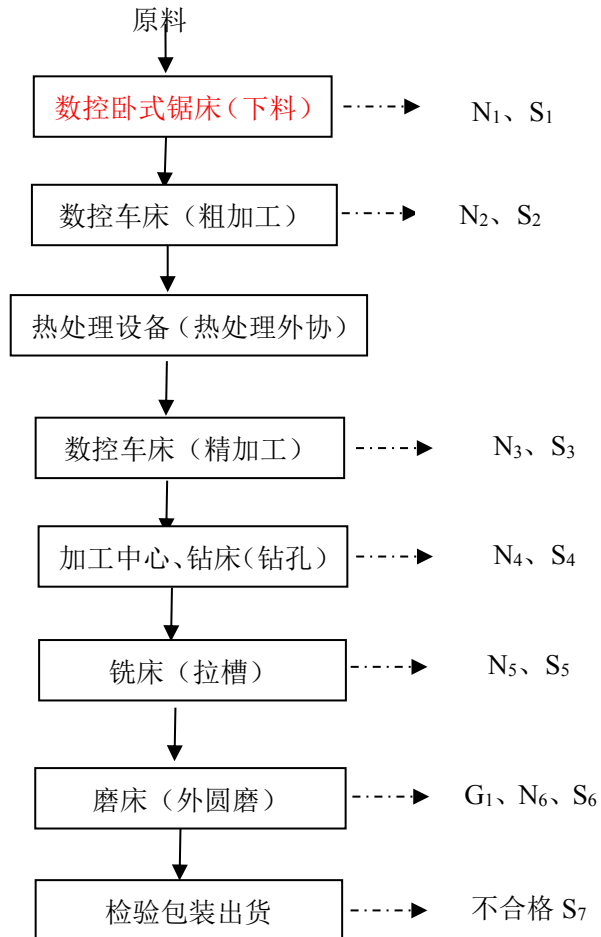 原料
数控卧式锯床（下料）
N₁、S₁
数控车床（粗加工）
N₂、S₂
热处理设备（热处理外协）
数控车床（精加工）
N₃、S₃
加工中心、钻床（钻孔）
N₄、S₄
铣床（拉槽）
N₅、S₅
磨床（外圆磨）
G₁、N₆、S₆
检验包装出货
不合格 S₇